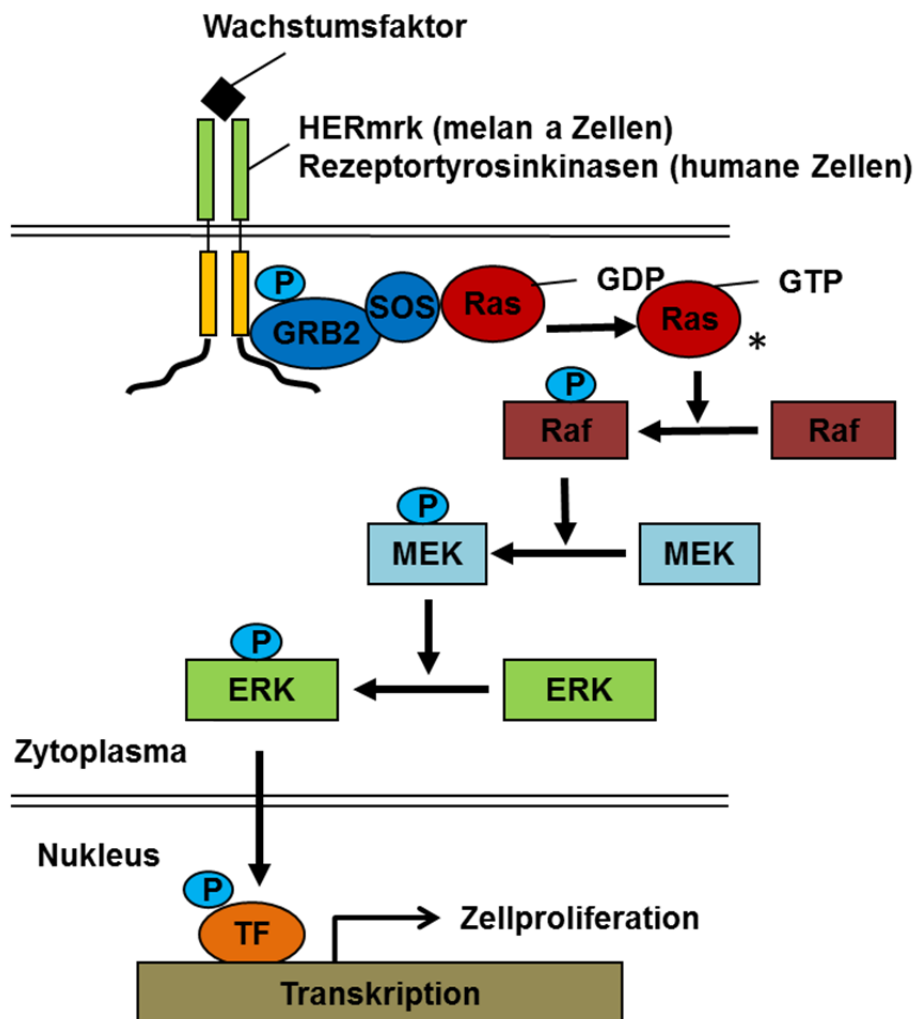 Wachstumsfaktor
HERmrk (melan a Zellen)
Rezeptortyrosinkinasen (humane Zellen)
P
GRB2
SOS
Ras
GDP
Ras
GTP
*
P
Raf
Raf
P
MEK
MEK
P
ERK
ERK
Zytoplasma
Nukleus
P
TF
Zellproliferation
Transkription